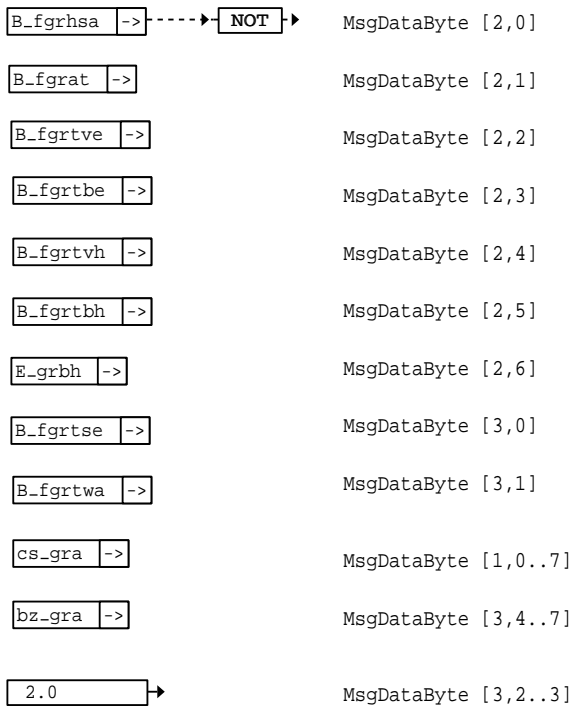 B_fgrhsa -> NOT MsgDataByte [2,0]
B_fgrat -> MsgDataByte [2,1]
B_fgrtve -> MsgDataByte [2,2]
B_fgrtbe -> MsgDataByte [2,3]
B_fgrtvh -> MsgDataByte [2,4]
B_fgrtbh -> MsgDataByte [2,5]
E_grbh -> MsgDataByte [2,6]
B_fgrtse -> MsgDataByte [3,0]
B_fgrtwa -> MsgDataByte [3,1]
cs_gra -> MsgDataByte [1,0..7]
bz_gra -> MsgDataByte [3,4..7]
2.0 MsgDataByte [3,2..3]